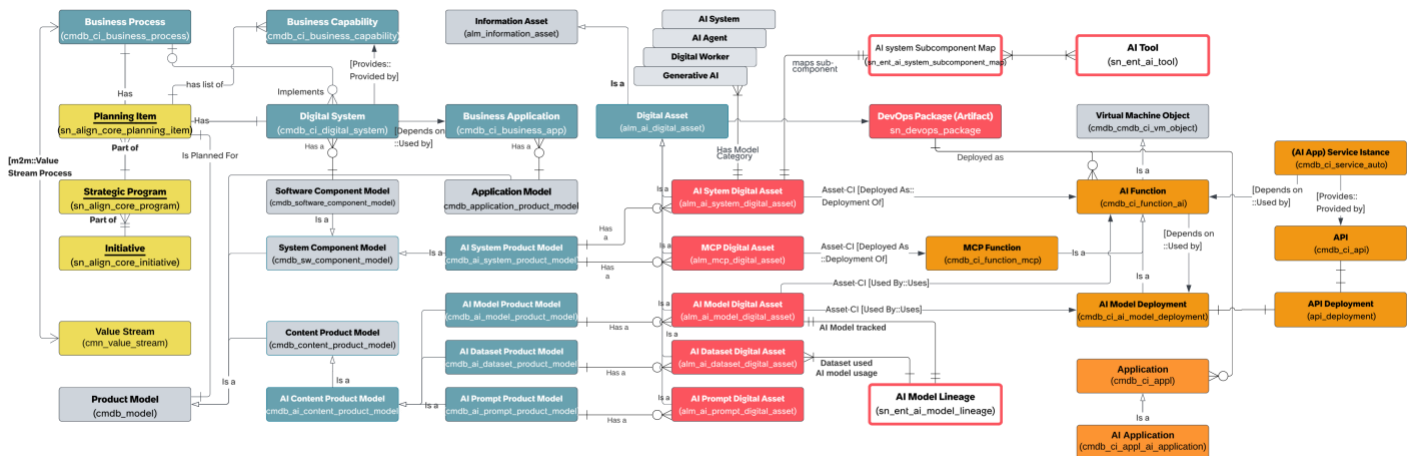 Business Process
(cmdb_ci_business_process)
Business Capability
(cmdb_ci_business_capability)
Information Asset
(alm_information_asset)
AI System
AI Agent
Digital Worker
Generative AI
maps sub-
component
AI system Subcomponent Map
(sn_ent_ai_system_subcomponent_map)
AI Tool
(sn_ent_ai_tool)
[Provides::
Provided by]
Has
has list of
Implements
Is a
Planning Item
(sn_align_core_planning_item)
Has
Digital System
(cmdb_ci_digital_system)
[Depends on
::Used by]
Business Application
(cmdb_ci_business_app)
Digital Asset
(alm_ai_digital_asset)
DevOps Package (Artifact)
sn_devops_package
Virtual Machine Object
(cmdb_cmdb_ci_vm_object)
Part of
Is Planned For
Has a
Has a
Has Model
Category
Deployed as
[m2m::Value
Stream Process
(AI App) Service Istance
(cmdb_ci_service_auto)
Is a
Strategic Program
(sn_align_core_program)
Software Component Model
(cmdb_software_component_model)
Application Model
cmdb_application_product_model
Is a
AI Sytem Digital Asset
(alm_ai_system_digital_asset)
Asset-CI [Deployed As::
Deployment Of]
AI Function
(cmdb_ci_function_ai)
[Depends on
::Used by]
[Provides::
Provided by]
Part of
Is a
Has
a
Initiative
(sn_align_core_initiative)
System Component Model
(cmdb_sw_component_model)
Is a
AI System Product Model
(cmdb_ai_system_product_model)
Has
a
Is a
MCP Digital Asset
(alm_mcp_digital_asset)
Asset-CI [Deployed As
::Deployment Of]
MCP Function
(cmdb_ci_function_mcp)
Is a
[Depends on
::Used by]
API
(cmdb_ci_api)
Is a
Asset-CI [Used By::Uses]
Value Stream
(cmn_value_stream)
Content Product Model
(cmdb_content_product_model)
AI Model Product Model
(cmdb_ai_model_product_model)
Has a
Is a
AI Model Digital Asset
(alm_ai_model_digital_asset)
Asset-CI [Used By::Uses]
AI Model Deployment
(cmdb_ci_ai_model_deployment)
API Deployment
(api_deployment)
AI Model tracked
Is a
AI Dataset Product Model
(cmdb_ai_dataset_product_model)
Has a
AI Dataset Digital Asset
(alm_ai_dataset_digital_asset)
Dataset used
AI model usage
Application
(cmdb_ci_appl)
Is a
Is a
Is a
Product Model
(cmdb_model)
AI Content Product Model
(cmdb_ai_content_product_model)
Is a
AI Prompt Product Model
(cmdb_ai_prompt_product_model)
Has
a
AI Prompt Digital Asset
(alm_ai_prompt_digital_asset)
AI Model Lineage
(sn_ent_ai_model_lineage)
Is a
AI Application
(cmdb_ci_appl_ai_application)